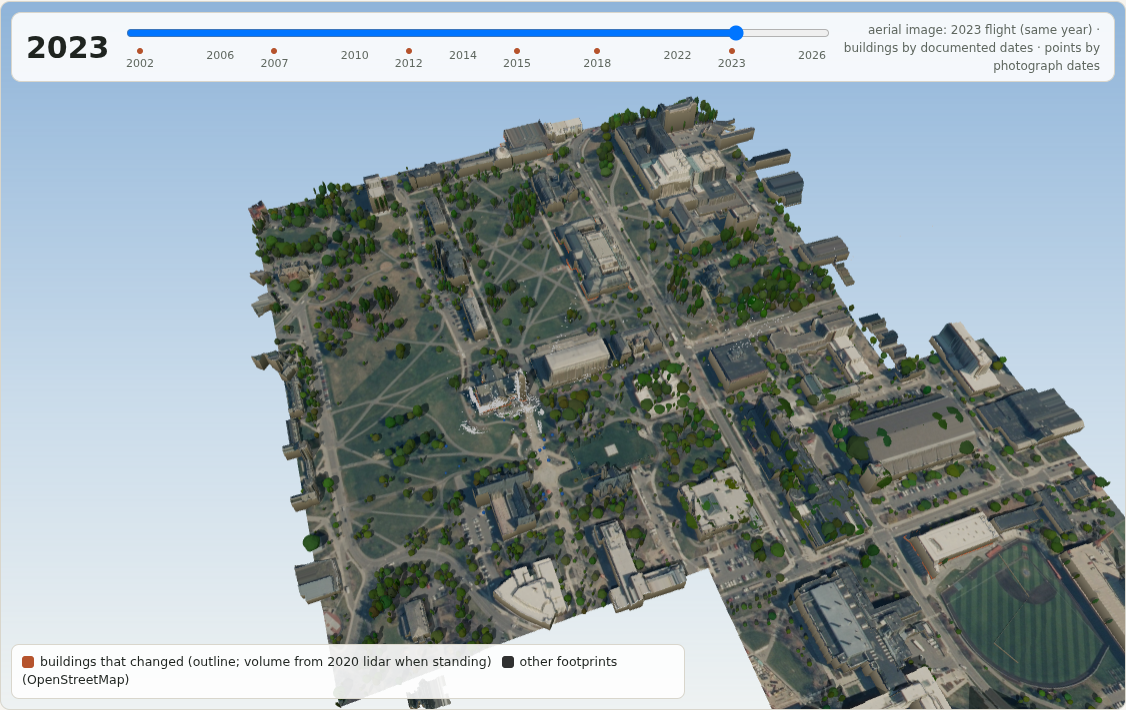 2023
2002
2006
2007
2010
2012
2014
2015
2018
2022
2023
2026
aerial image: 2023 flight (same year) ·
buildings by documented dates · points by
photograph dates
buildings that changed (outline; volume from 2020 lidar when standing) other footprints
(OpenStreetMap)